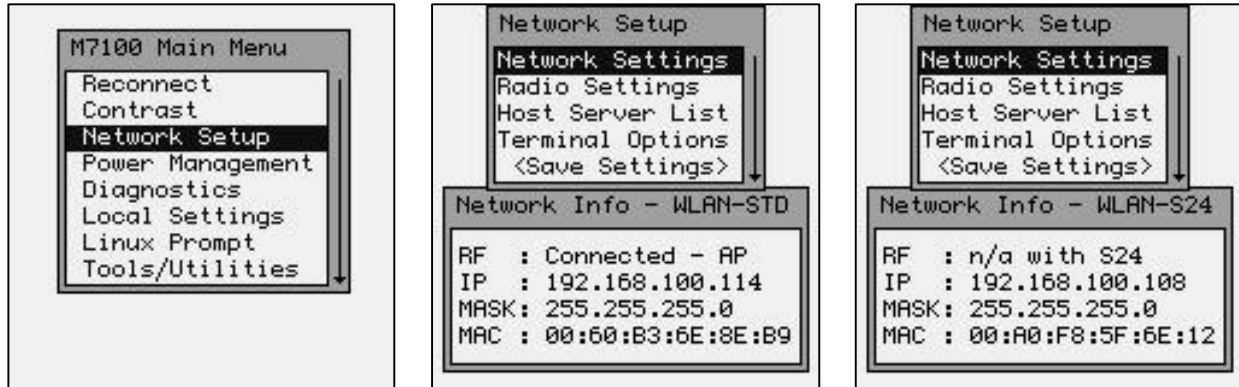 M7100 Main Menu
Reconnect
Contrast
Network Setup
Power Management
Diagnostics
Local Settings
Linux Prompt
Tools/Utilities
Network Setup
Network Settings
Radio Settings
Host Server List
Terminal Options
<Save Settings>
Network Info - WLAN-STD
RF : Connected - AP
IP : 192.168.100.114
MASK: 255.255.255.0
MAC : 00:60:B3:6E:8E:B9
Network Setup
Network Settings
Radio Settings
Host Server List
Terminal Options
<Save Settings>
Network Info - WLAN-S24
RF : n/a with S24
IP : 192.168.100.108
MASK: 255.255.255.0
MAC : 00:A0:F8:5F:6E:12